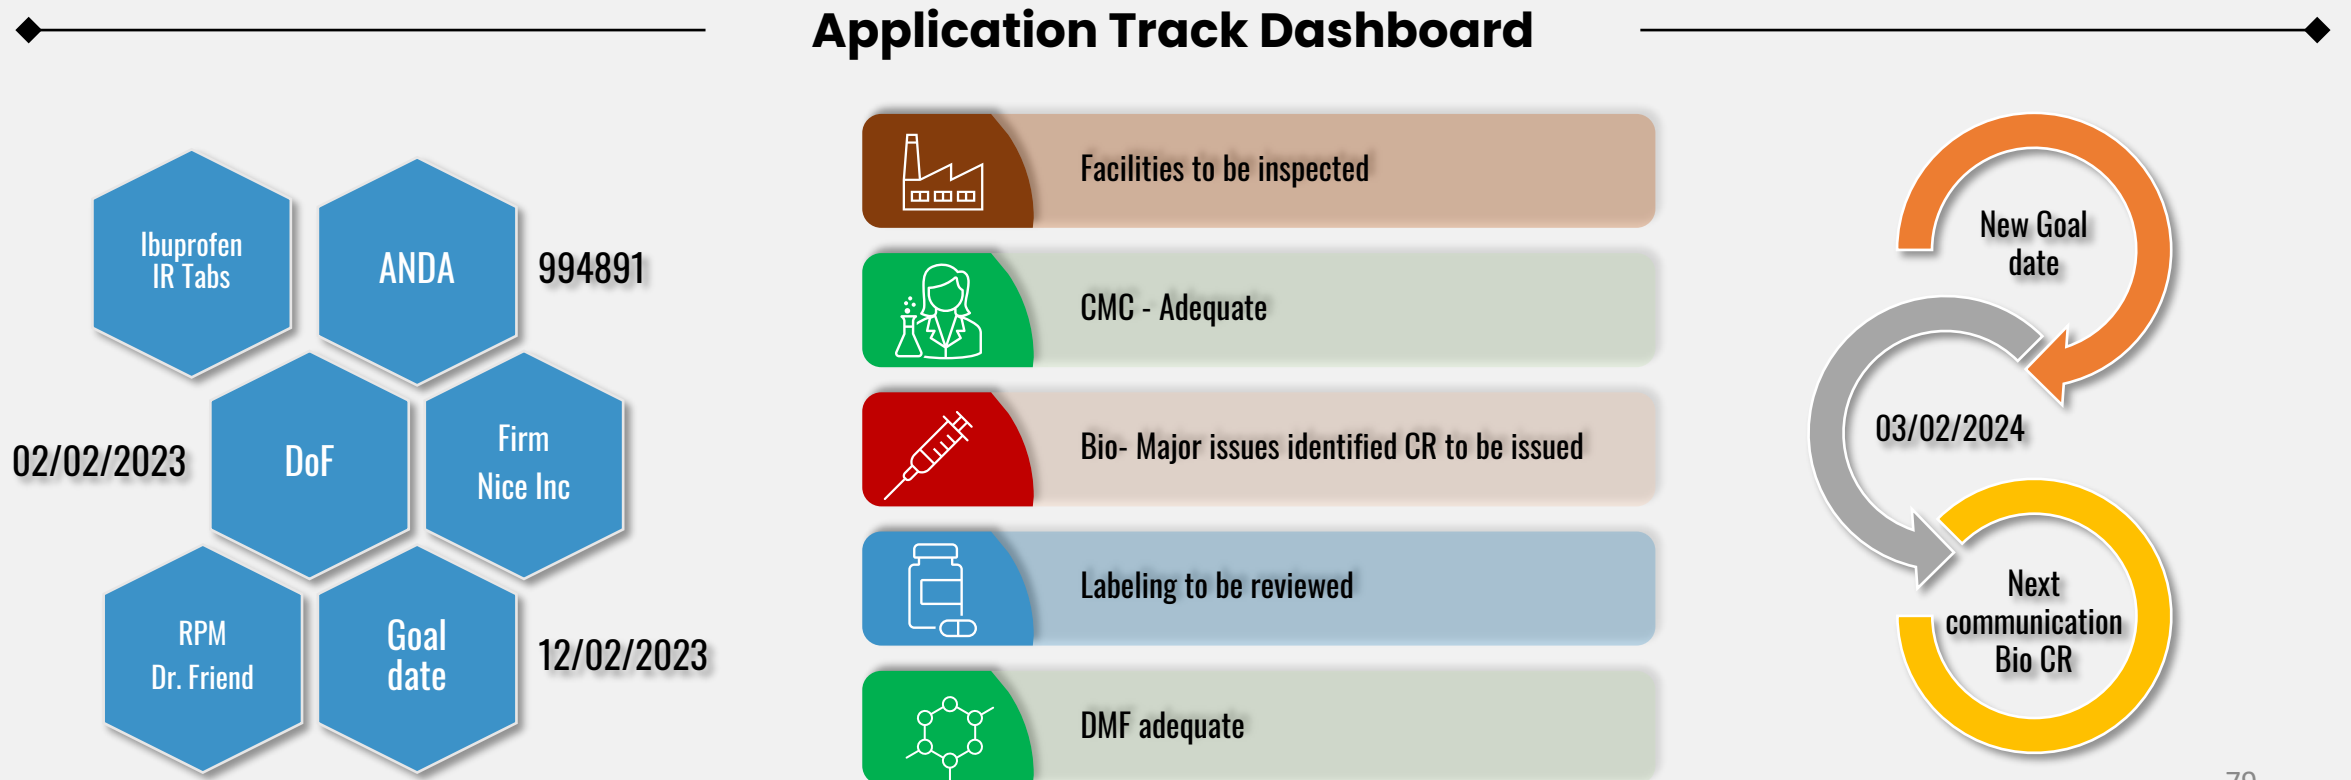 Application Track Dashboard
Ibuprofen
IR Tabs
ANDA
994891
02/02/2023
DoF
Firm
Nice Inc
RPM
Dr. Friend
Goal
date
12/02/2023
Facilities to be inspected
CMC - Adequate
Bio- Major issues identified CR to be issued
Labeling to be reviewed
DMF adequate
New Goal
date
03/02/2024
Next
communication
Bio CR